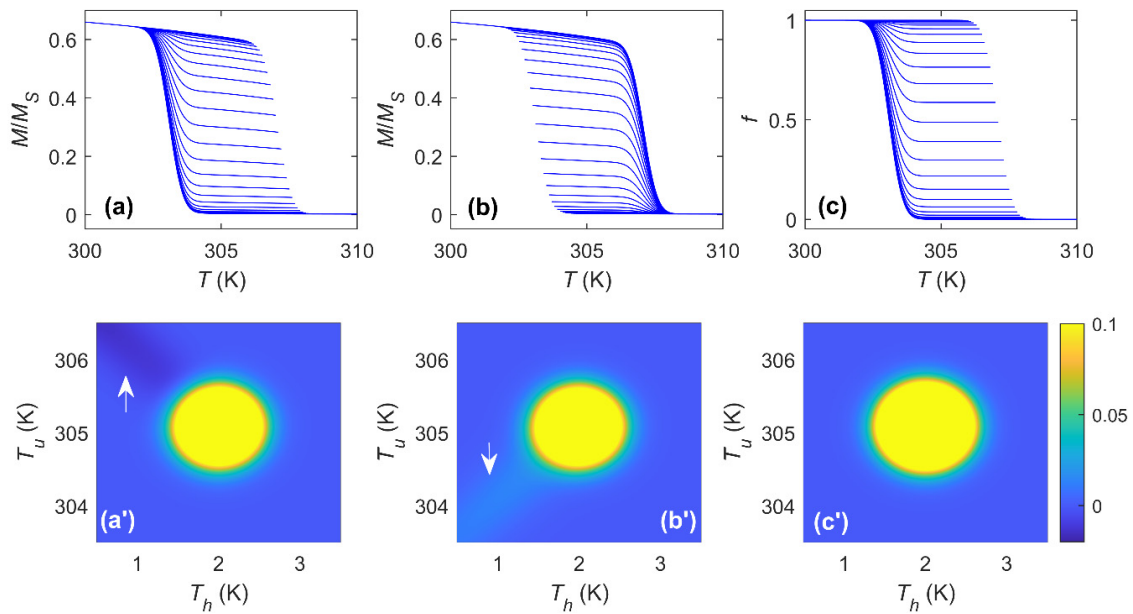 0.6
0.4
0.2
0
M/M_S
(a)
300 305 310
T (K)
0.6
0.4
0.2
0
M/M_S
(b)
300 305 310
T (K)
1
0.5
0
f
(c)
300 305 310
T (K)
306
305
304
T_u (K)
(a')
1 2 3
T_h (K)
306
305
304
T_u (K)
(b')
1 2 3
T_h (K)
306
305
304
T_u (K)
(c')
1 2 3
T_h (K)
0.1
0.05
0